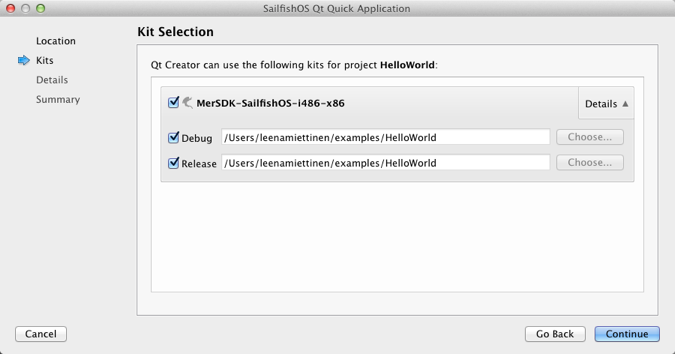 SailfishOS Qt Quick Application
Location
Kits
Details
Summary
Kit Selection
Qt Creator can use the following kits for project HelloWorld:
MerSDK-SailfishOS-i486-x86
Details ▲
Debug /Users/leenamiettinen/examples/HelloWorld Choose...
Release /Users/leenamiettinen/examples/HelloWorld Choose...
Cancel Go Back Continue